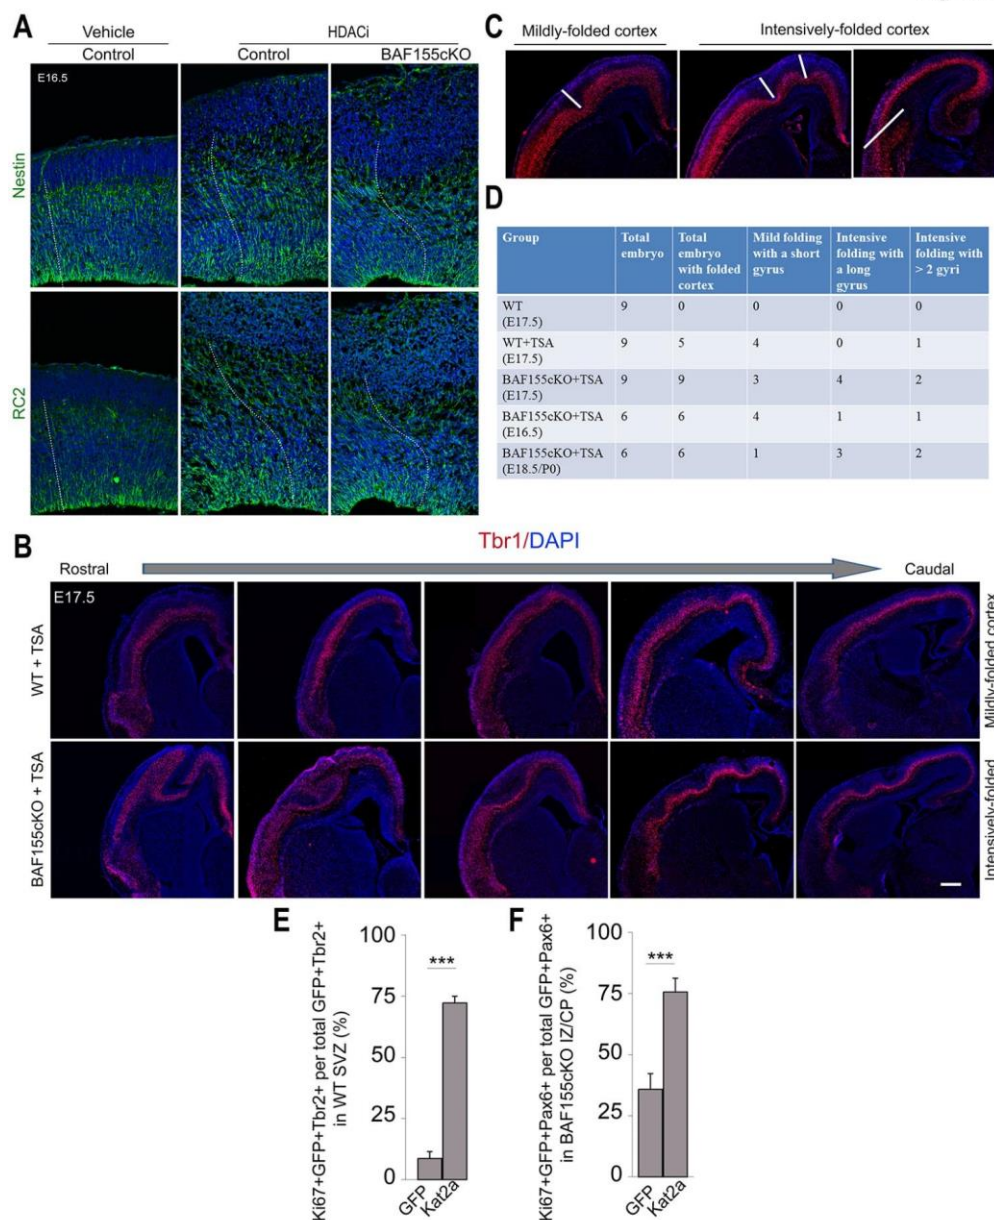 A
Vehicle
HDACi
Control
Control
BAF155cKO
E16.5
Nestin
RC2
C
Mildly-folded cortex
Intensively-folded cortex
D
Group
Total embryo
Total embryo with folded cortex
Mild folding with a short gyrus
Intensive folding with a long gyrus
Intensive folding with > 2 gyri
WT (E17.5)
9
0
0
0
0
WT+TSA (E17.5)
9
5
4
0
1
BAF155cKO+TSA (E17.5)
9
9
3
4
2
BAF155cKO+TSA (E16.5)
6
6
4
1
1
BAF155cKO+TSA (E18.5/P0)
6
6
1
3
2
B
Tbr1/DAPI
Rostral
Caudal
E17.5
WT + TSA
Mildly-folded cortex
BAF155cKO + TSA
Intensively-folded
E
Ki67+GFP+Tbr2+ per total GFP+Tbr2+
in WT SVZ (%)
100
75
50
25
0
***
GFP
Kat2a
F
Ki67+GFP+Pax6+ per total GFP+Pax6+
in BAF155cKO IZ/CP (%)
100
75
50
25
0
***
GFP
Kat2a